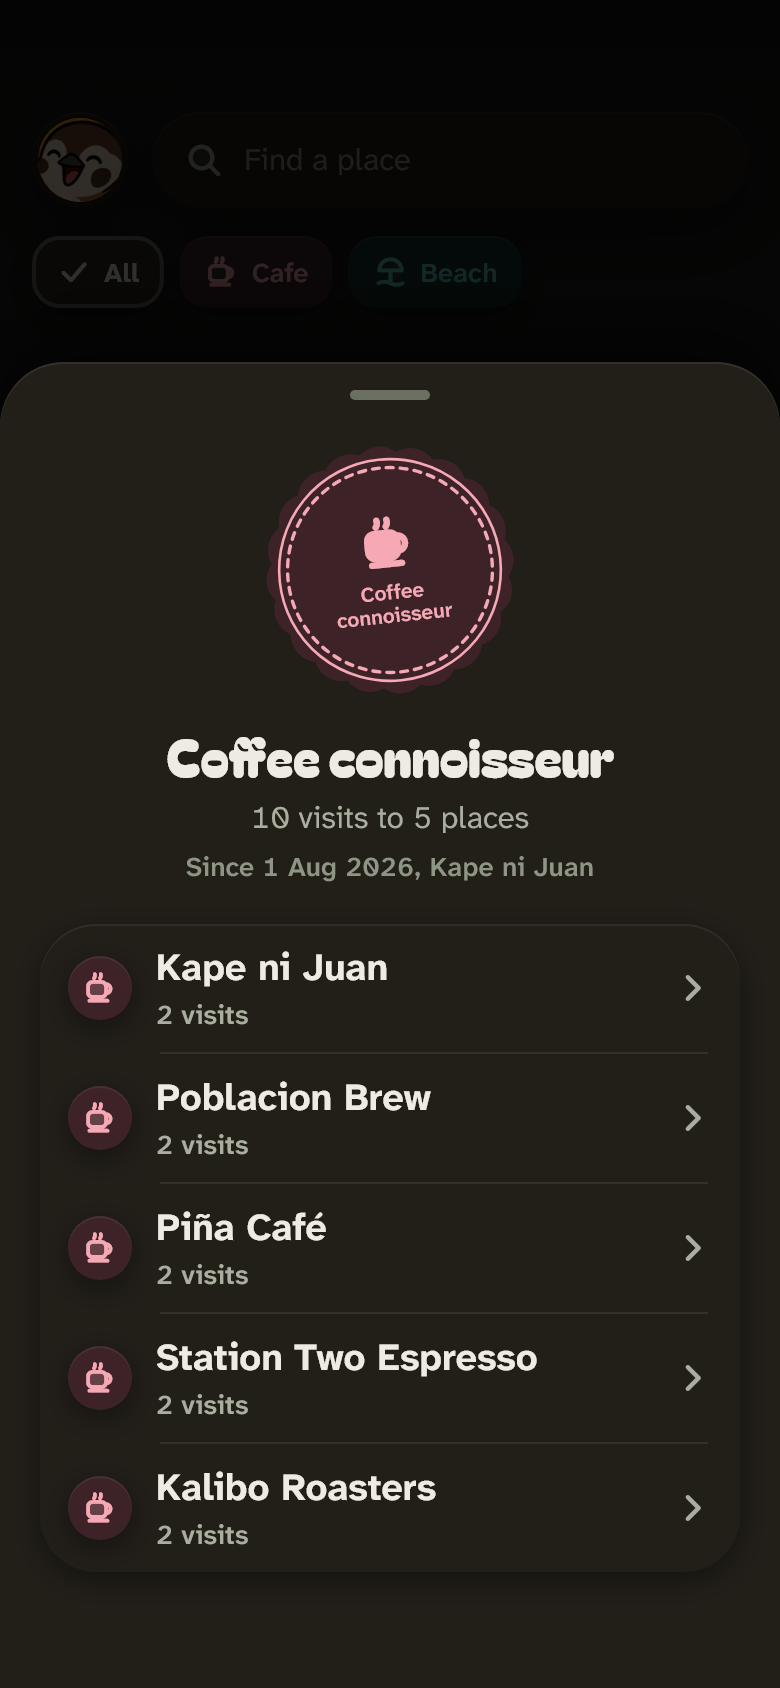 Find a place
All
Cafe
Beach
Coffee
connoisseur
Coffee connoisseur
10 visits to 5 places
Since 1 Aug 2026, Kape ni Juan
Kape ni Juan
2 visits
Poblacion Brew
2 visits
Piña Café
2 visits
Station Two Espresso
2 visits
Kalibo Roasters
2 visits